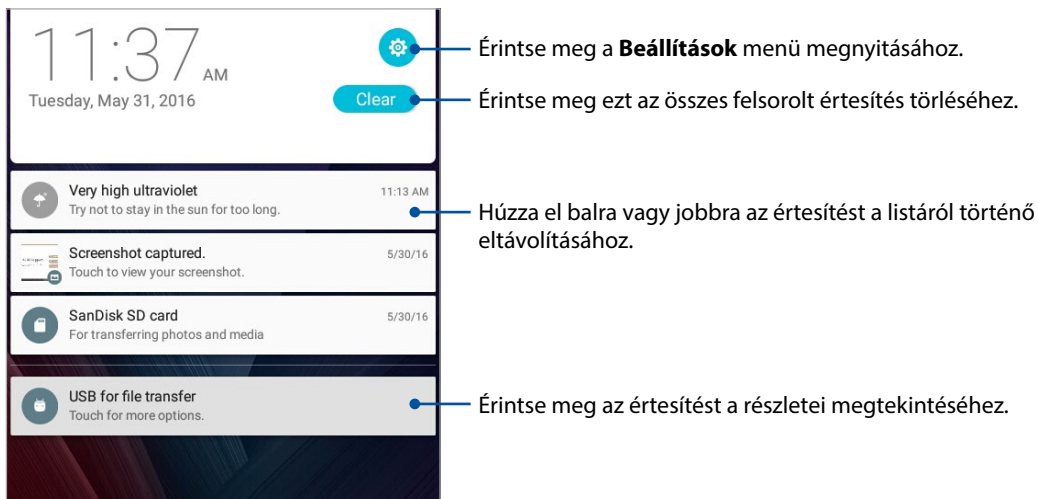 11:37 AM
Érintse meg a Beállítások menü megnyitásához.
Tuesday, May 31, 2016
Clear
Érintse meg ezt az összes felsorolt értesítés törléséhez.
Very high ultraviolet
11:13 AM
Try not to stay in the sun for too long.
Húzza el balra vagy jobbra az értesítést a listáról történő
eltávolításához.
Screenshot captured.
5/30/16
Touch to view your screenshot.
SanDisk SD card
5/30/16
For transferring photos and media
USB for file transfer
Touch for more options.
Érintse meg az értesítést a részletei megtekintéséhez.